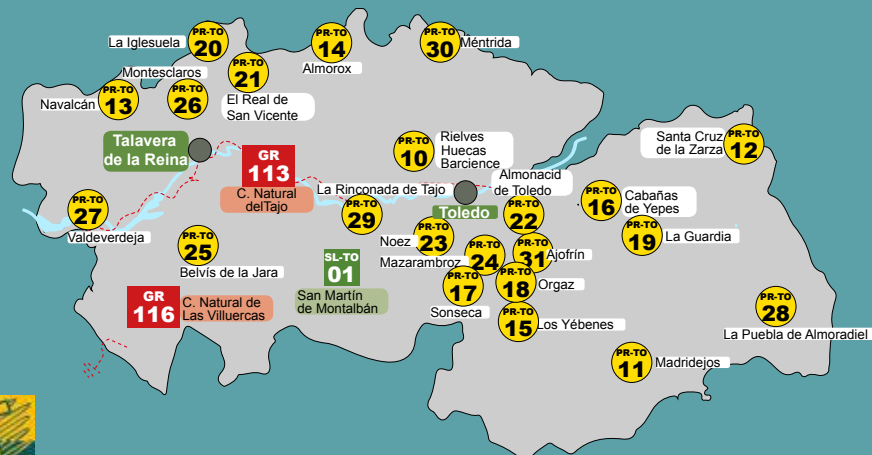 La Iglesuela
PR-TO
20
PR-TO
14
Almorox
PR-TO
30
Méntrida
Montesclaros
PR-TO
21
El Real de
San Vicente
Navalcán
PR-TO
13
PR-TO
26
Talavera
de la Reina
GR
113
C. Natural
delTajo
PR-TO
10
Rielves
Huecas
Barcience
Santa Cruz
de la Zarza
PR-TO
12
La Rinconada de Tajo
PR-TO
29
Toledo
Almonacid
de Toledo
PR-TO
22
PR-TO
16
Cabañas
de Yepes
PR-TO
27
Valdeverdeja
PR-TO
25
Belvís de la Jara
Noez
PR-TO
23
PR-TO
19
La Guardia
SL-TO
01
San Martín
de Montalbán
Mazarambroz
PR-TO
24
PR-TO
31
Ajofrín
GR
116
C. Natural de
Las Villuercas
PR-TO
17
Sonseca
PR-TO
18
Orgaz
PR-TO
15
Los Yébenes
PR-TO
28
La Puebla de Almoradiel
PR-TO
11
Madridejos